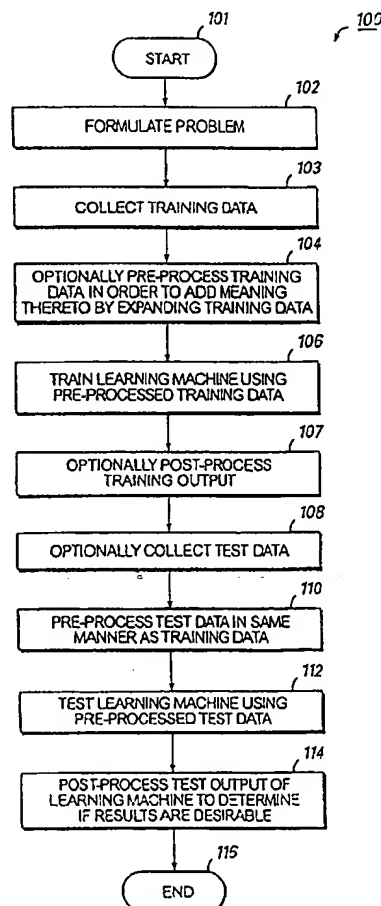 100
101
START
102
FORMULATE PROBLEM
103
COLLECT TRAINING DATA
104
OPTIONALLY PRE-PROCESS TRAINING
DATA IN ORDER TO ADD MEANING
THERETO BY EXPANDING TRAINING DATA
106
TRAIN LEARNING MACHINE USING
PRE-PROCESSED TRAINING DATA
107
OPTIONALLY POST-PROCESS
TRAINING OUTPUT
108
OPTIONALLY COLLECT TEST DATA
110
PRE-PROCESS TEST DATA IN SAME
MANNER AS TRAINING DATA
112
TEST LEARNING MACHINE USING
PRE-PROCESSED TEST DATA
114
POST-PROCESS TEST OUTPUT OF
LEARNING MACHINE TO DETERMINE
IF RESULTS ARE DESIRABLE
116
END